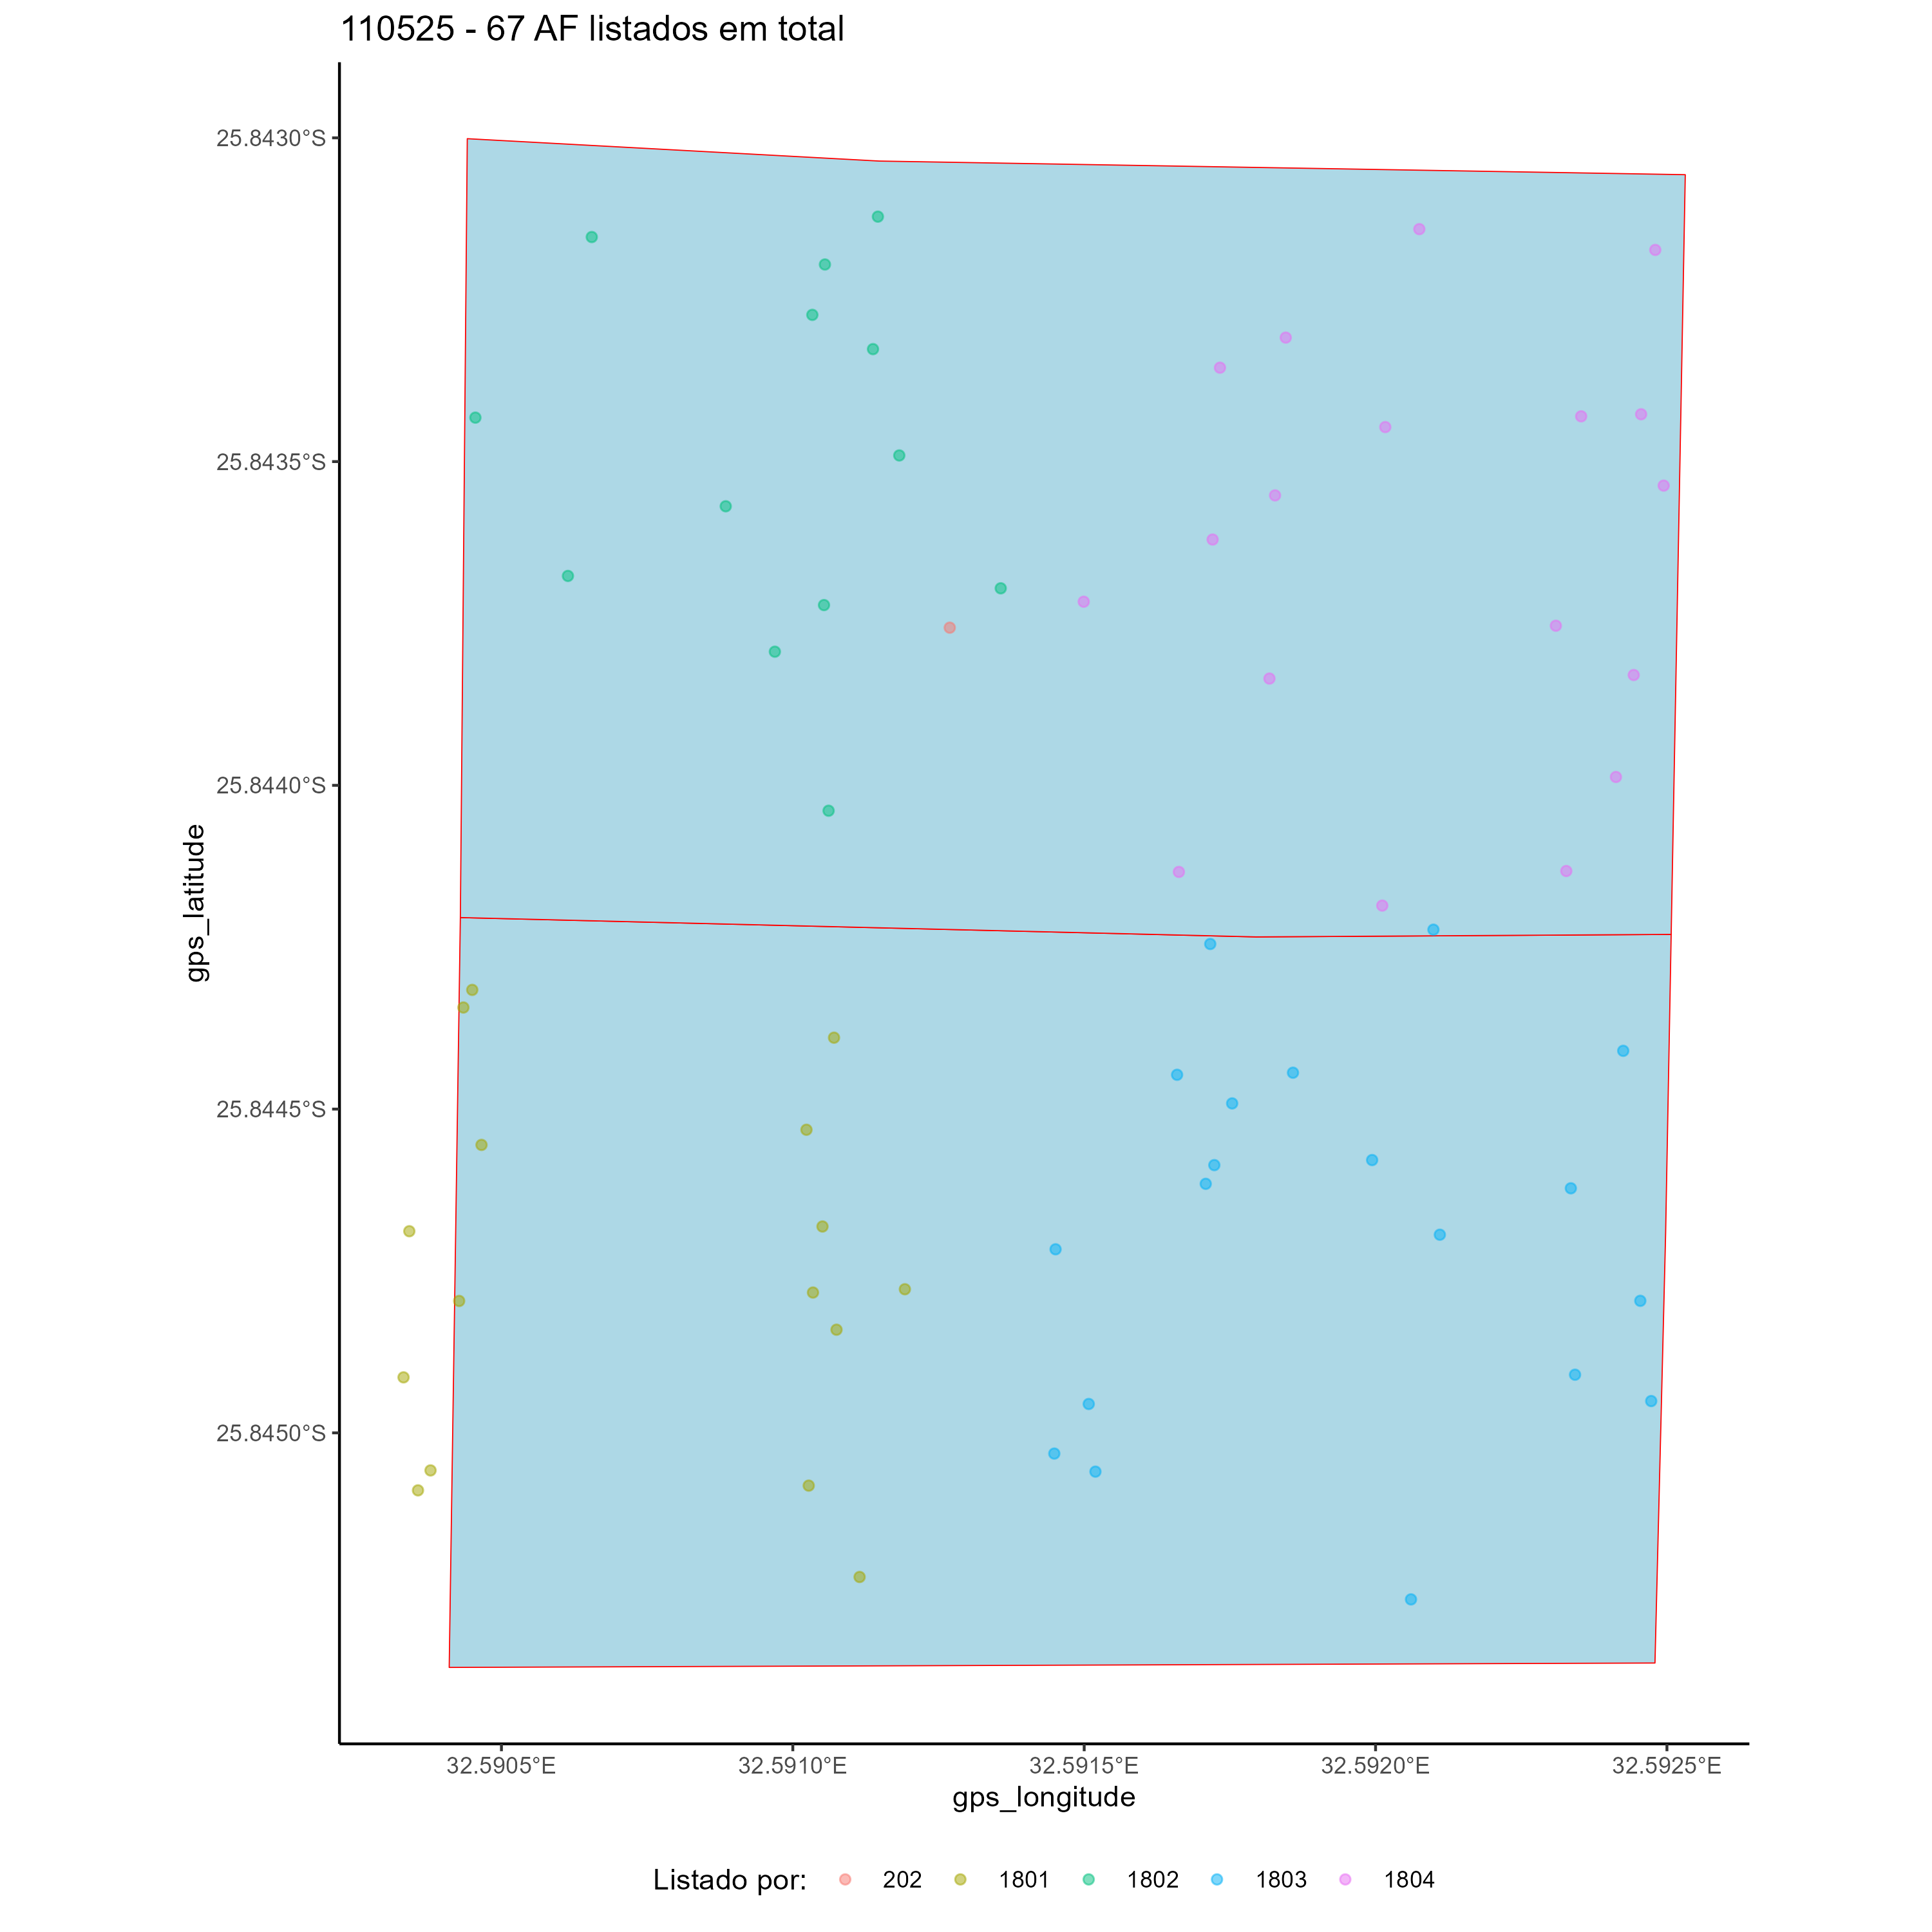 110525 - 67 AF listados em total
25.8430°S
25.8435°S
25.8440°S
25.8445°S
25.8450°S
gps_latitude
32.5905°E 32.5910°E 32.5915°E 32.5920°E 32.5925°E
gps_longitude
Listado por: 202 1801 1802 1803 1804